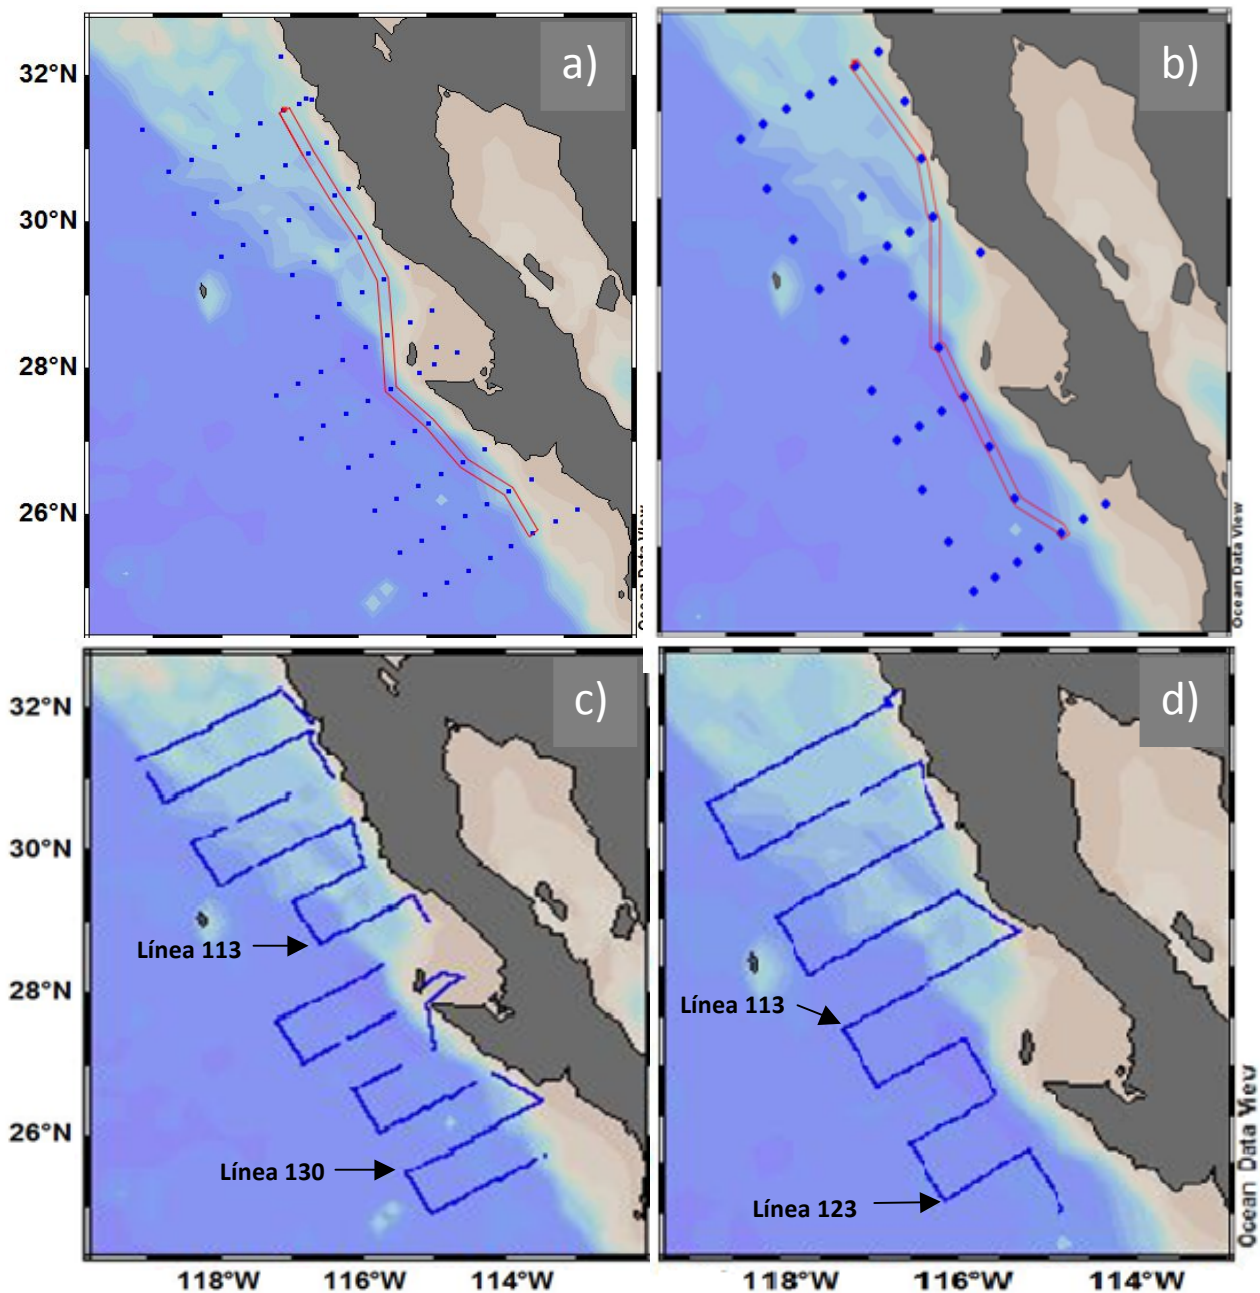 a)
b)
32°N
30°N
28°N
26°N
Ocean Data View
Ocean Data View
c)
d)
32°N
30°N
28°N
26°N
Línea 113
Línea 130
Línea 113
Línea 123
Ocean Data View
118°W
116°W
114°W
118°W
116°W
114°W